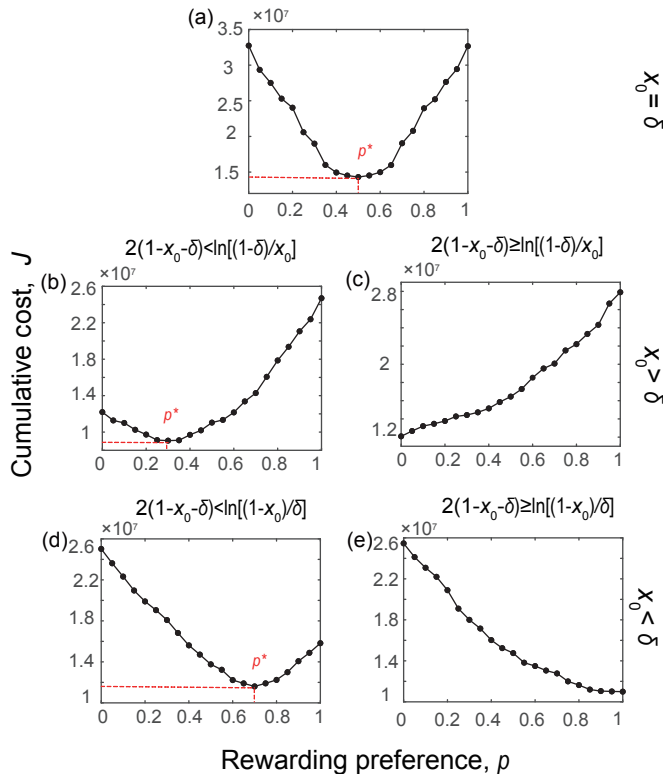 (a)
×10⁷
3.5
3
2.5
2
1.5
p*
0 0.2 0.4 0.6 0.8 1
x₀ = δ
2(1-x₀-δ)<ln[(1-δ)/x₀]
2(1-x₀-δ)≥ln[(1-δ)/x₀]
(b)
×10⁷
2.6
2.2
1.8
1.4
1
p*
0 0.2 0.4 0.6 0.8 1
(c)
×10⁷
2.8
2
1.2
0 0.2 0.4 0.6 0.8 1
x₀ > δ
Cumulative cost, J
2(1-x₀-δ)<ln[(1-x₀)/δ]
2(1-x₀-δ)≥ln[(1-x₀)/δ]
(d)
×10⁷
2.6
2.2
1.8
1.4
1
p*
0 0.2 0.4 0.6 0.8 1
(e)
×10⁷
2.6
2.2
1.8
1.4
1
0 0.2 0.4 0.6 0.8 1
x₀ < δ
Rewarding preference, p